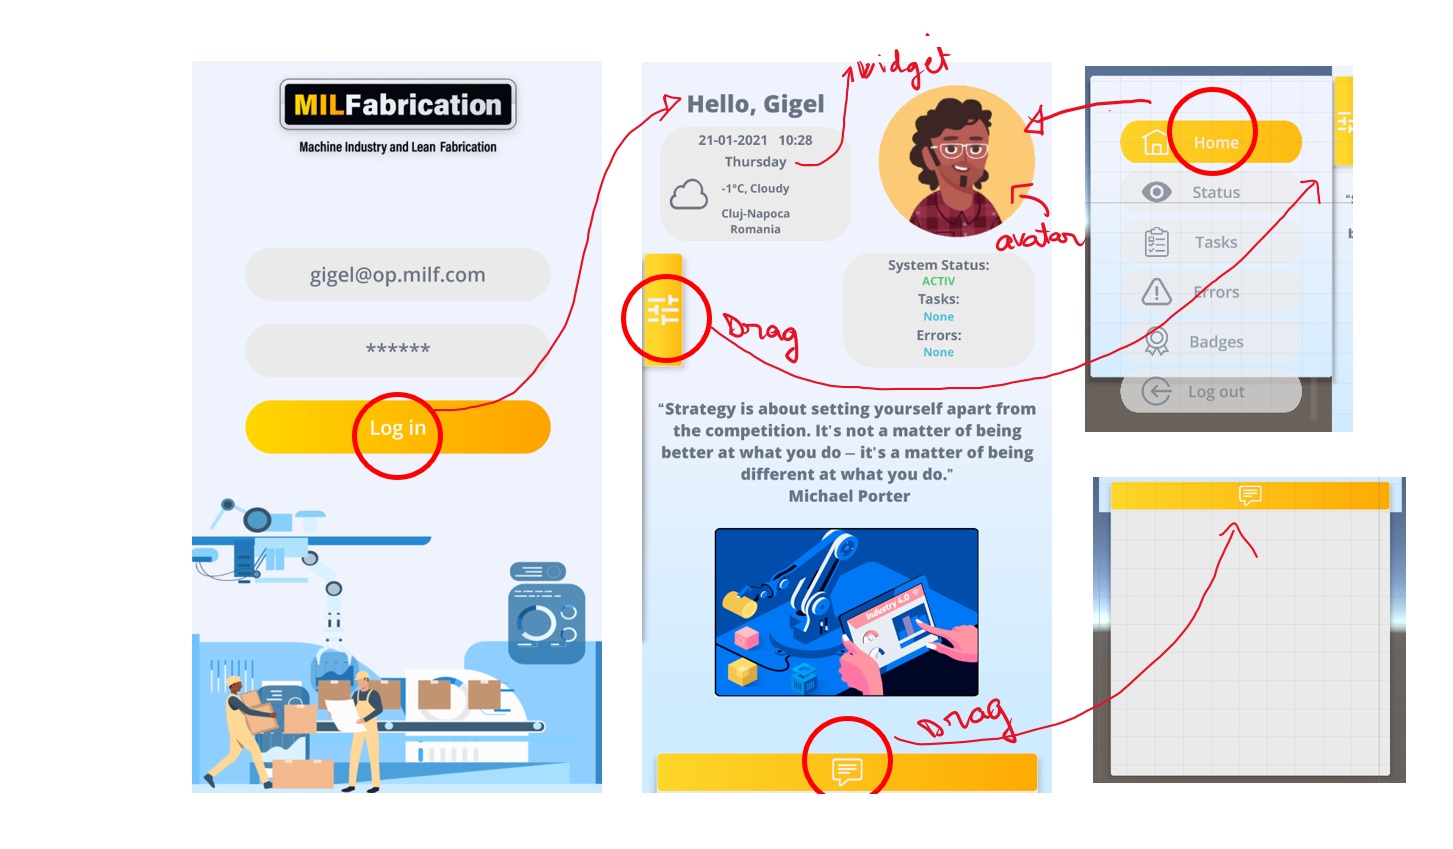 MILFabrication
Machine Industry and Lean Fabrication
gigel@op.milf.com
******
Log in
widget
Hello, Gigel
21-01-2021 10:28
Thursday
-1°C, Cloudy
Cluj-Napoca
Romania
avatar
System Status:
ACTIV
Tasks:
None
Errors:
None
Drag
“Strategy is about setting yourself apart from
the competition. It's not a matter of being
better at what you do – it's a matter of being
different at what you do.”
Michael Porter
Industry 4.0
Drag
Home
Status
Tasks
Errors
Badges
Log out